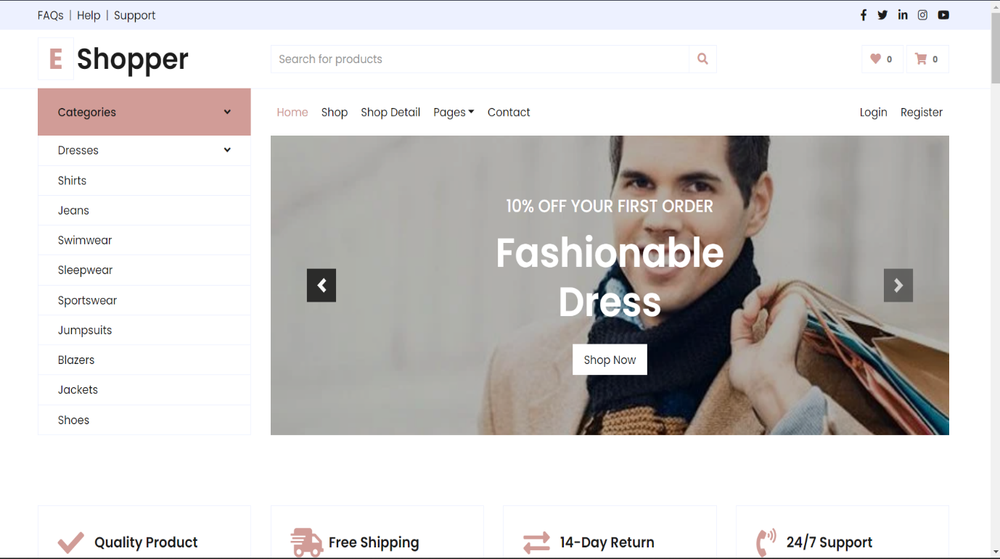 FAQs | Help | Support
E Shopper
Search for products
0
0
Categories
Home Shop Shop Detail Pages Contact
Login Register
Dresses
Shirts
Jeans
Swimwear
Sleepwear
Sportswear
Jumpsuits
Blazers
Jackets
Shoes
10% OFF YOUR FIRST ORDER
Fashionable
Dress
Shop Now
Quality Product
Free Shipping
14-Day Return
24/7 Support